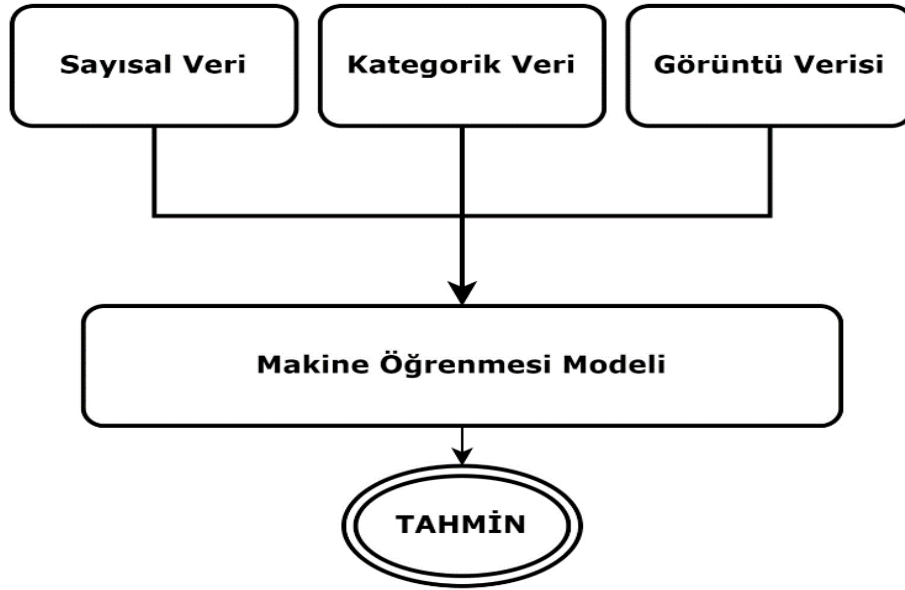 Sayısal Veri
Kategorik Veri
Görüntü Verisi
Makine Öğrenmesi Modeli
TAHMİN